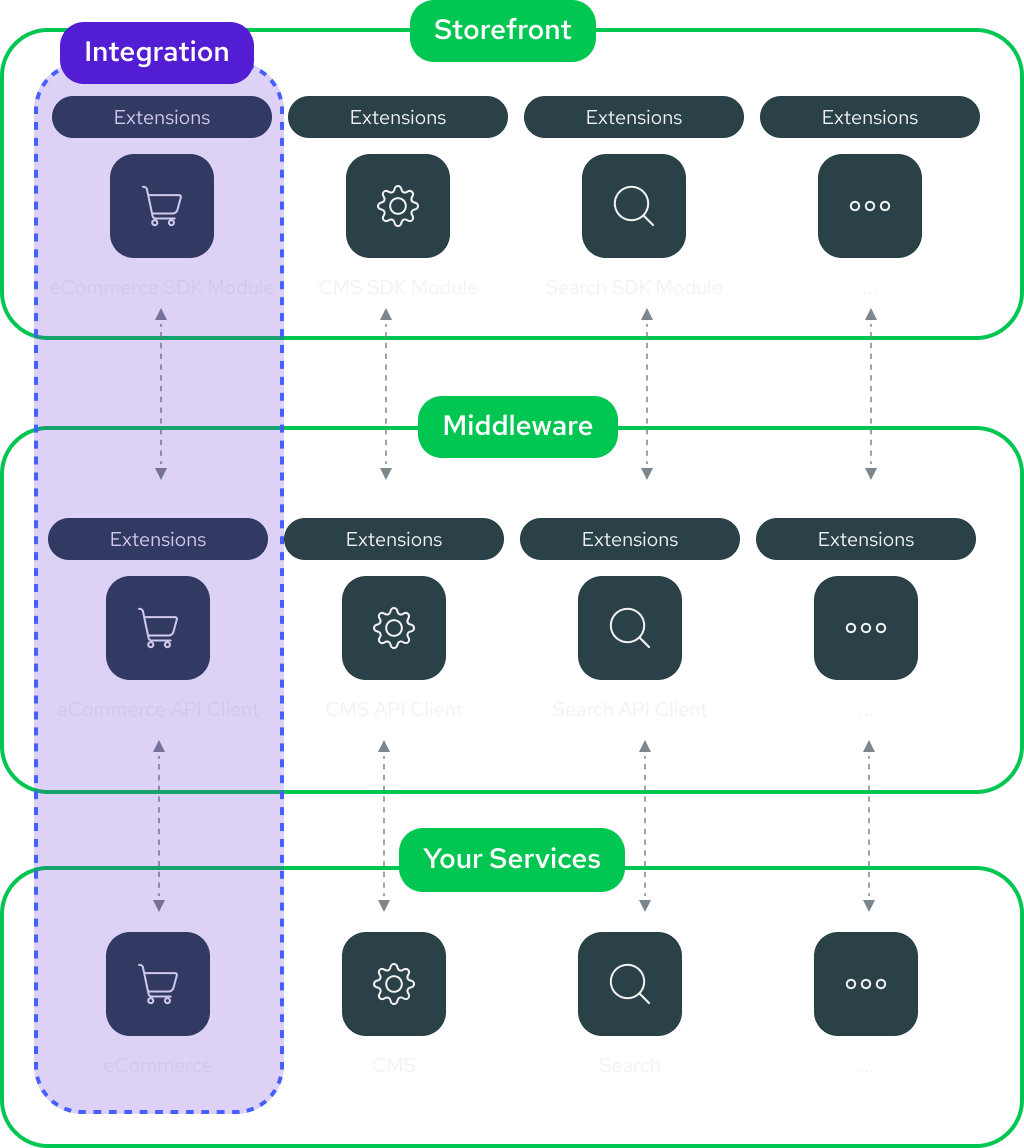 Storefront
Integration
Extensions
Extensions
Extensions
Extensions
eCommerce SDK Module
CMS SDK Module
Search SDK Module
...
Middleware
Extensions
Extensions
Extensions
Extensions
eCommerce API Client
CMS API Client
Search API Client
...
Your Services
eCommerce
CMS
Search
...